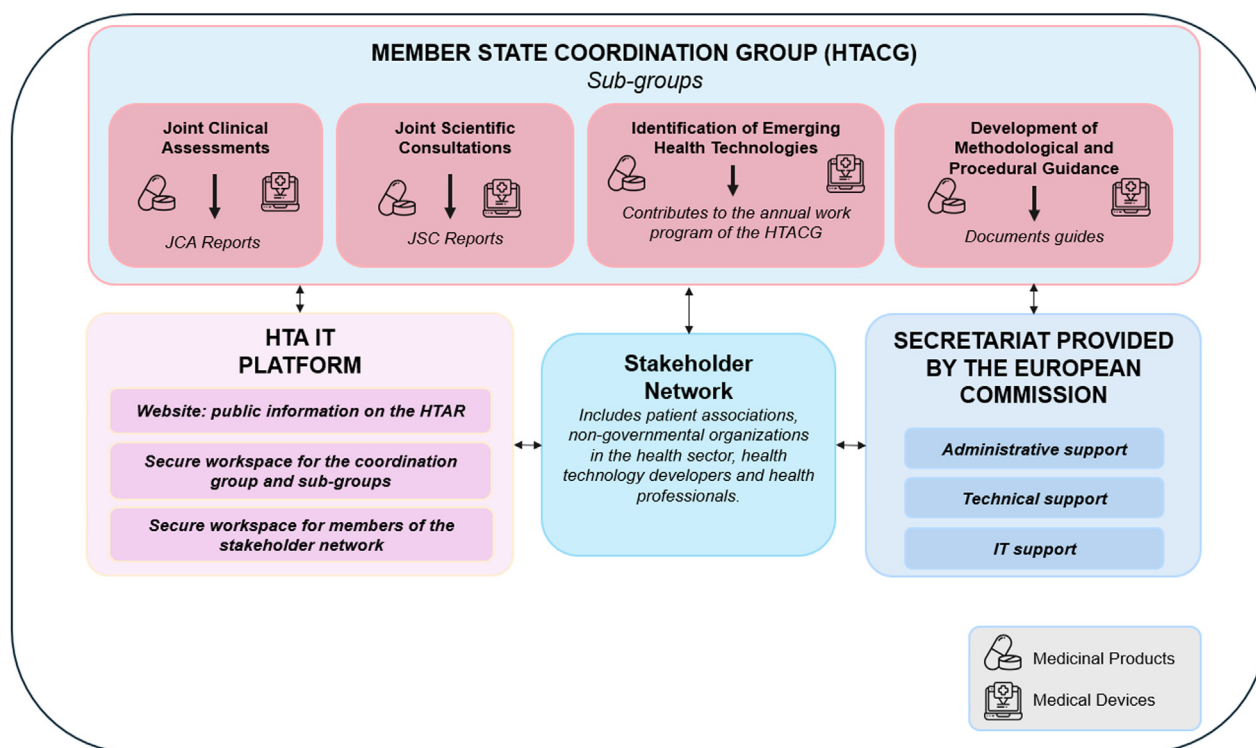 MEMBER STATE COORDINATION GROUP (HTACG)
Sub-groups
Joint Clinical
Assessments
JCA Reports
Joint Scientific
Consultations
JSC Reports
Identification of Emerging
Health Technologies
Contributes to the annual work
program of the HTACG
Development of
Methodological and
Procedural Guidance
Documents guides
HTA IT
PLATFORM
Website: public information on the HTAR
Secure workspace for the coordination
group and sub-groups
Secure workspace for members of the
stakeholder network
Stakeholder
Network
Includes patient associations,
non-governmental organizations
in the health sector, health
technology developers and health
professionals.
SECRETARIAT PROVIDED
BY THE EUROPEAN
COMMISSION
Administrative support
Technical support
IT support
Medicinal Products
Medical Devices